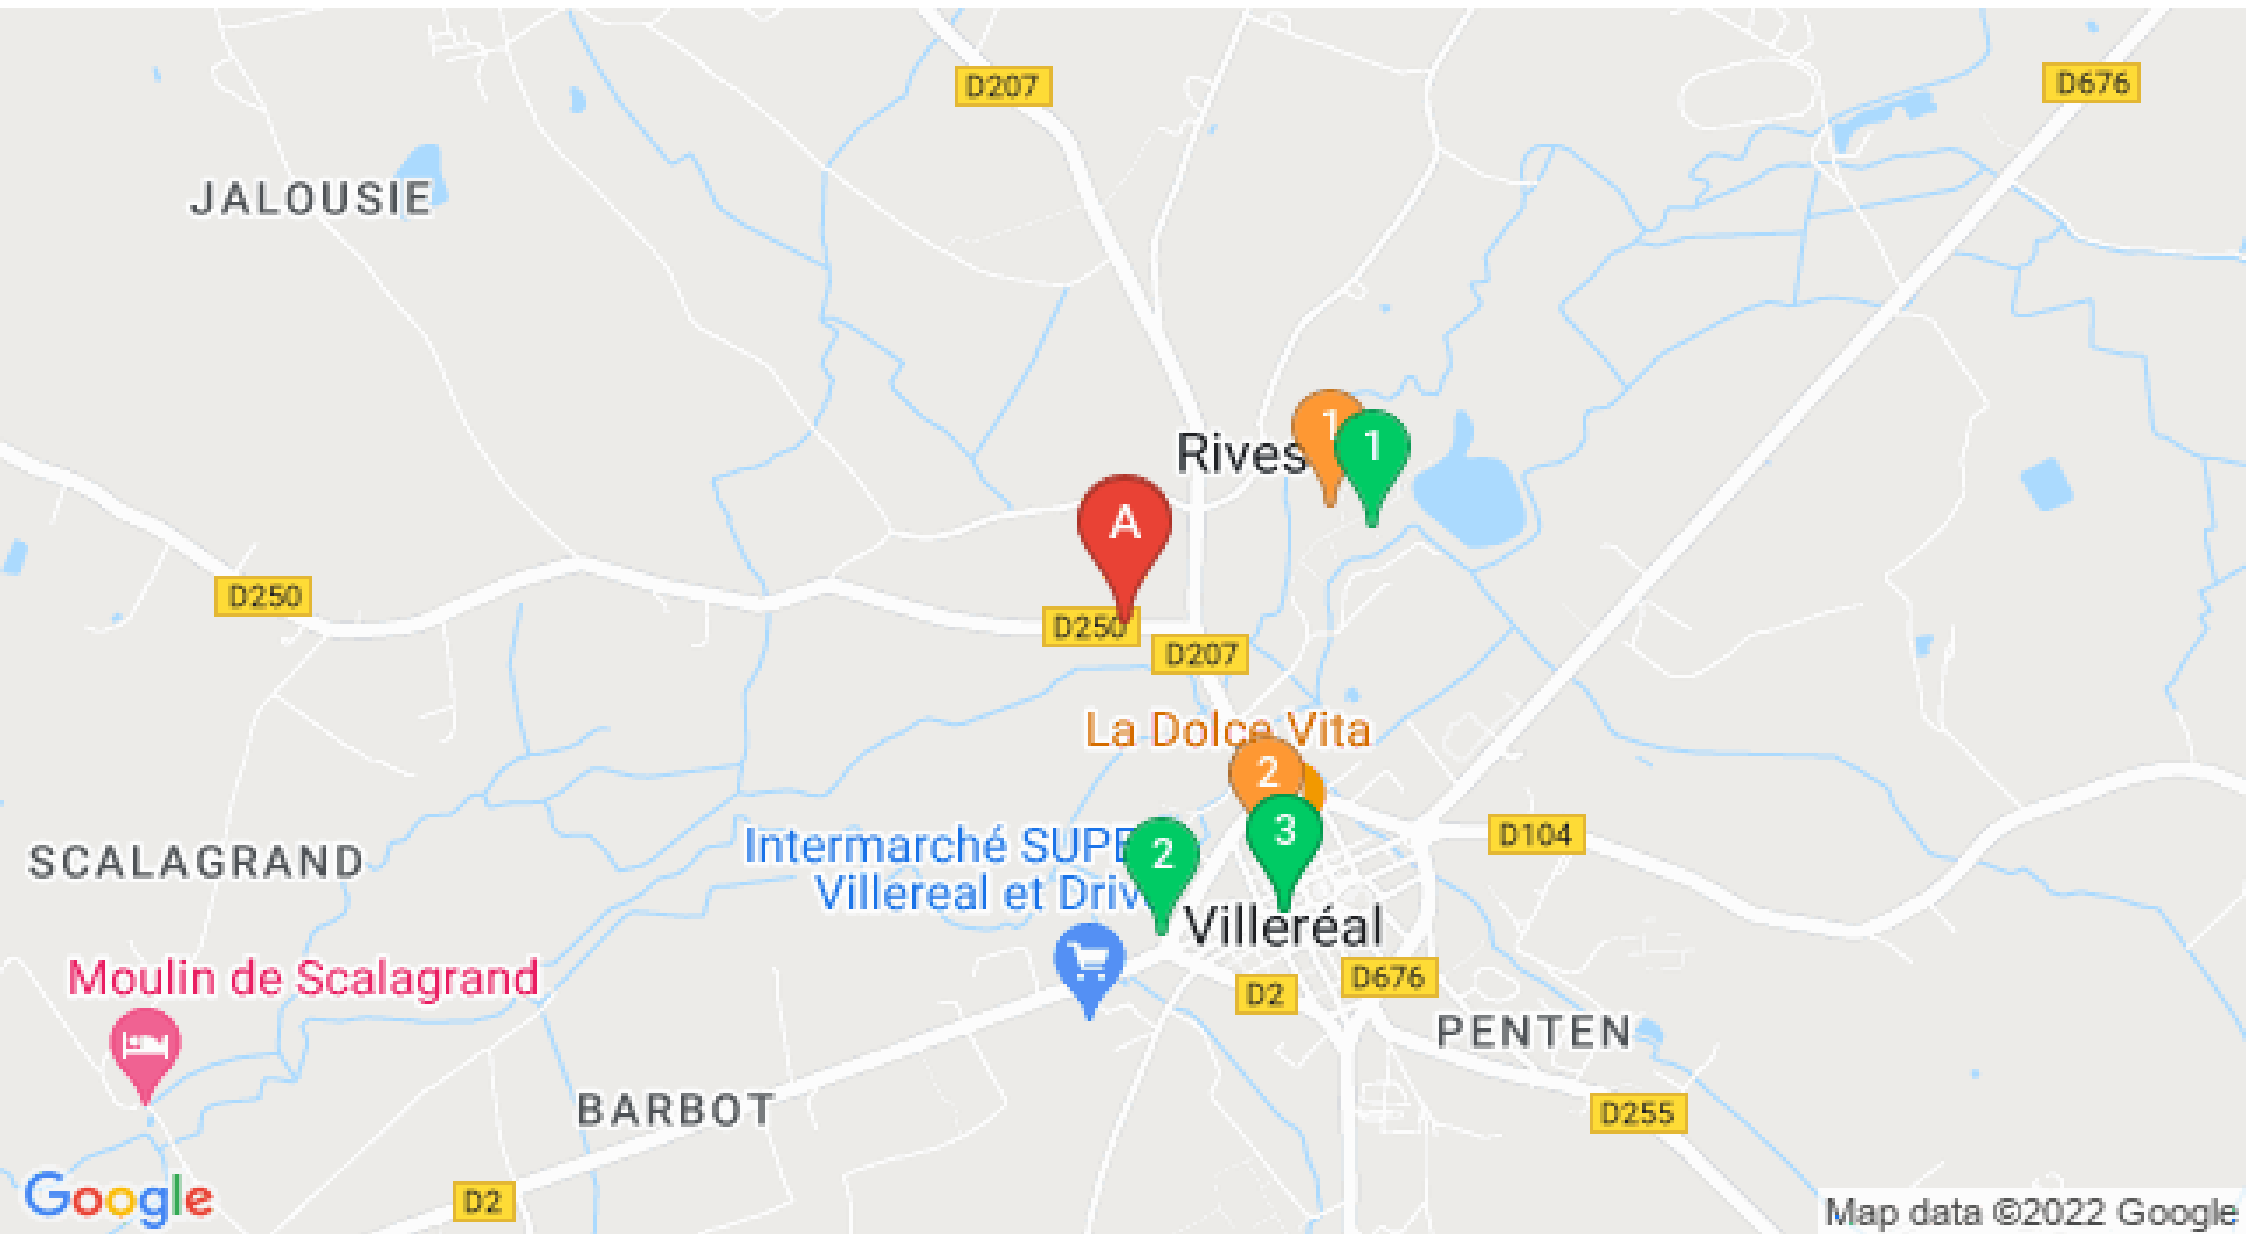 D207
D676
JALOUSIE
1
1
Rives
A
D250
D250
D207
La Dolce Vita
2
3
D104
Intermarché SUPE
2
Villereal et Driv
SCALAGRAND
Villeréal
Moulin de Scalagrand
D676
D2
PENTEN
BARBOT
D255
D2
Google
Map data ©2022 Google